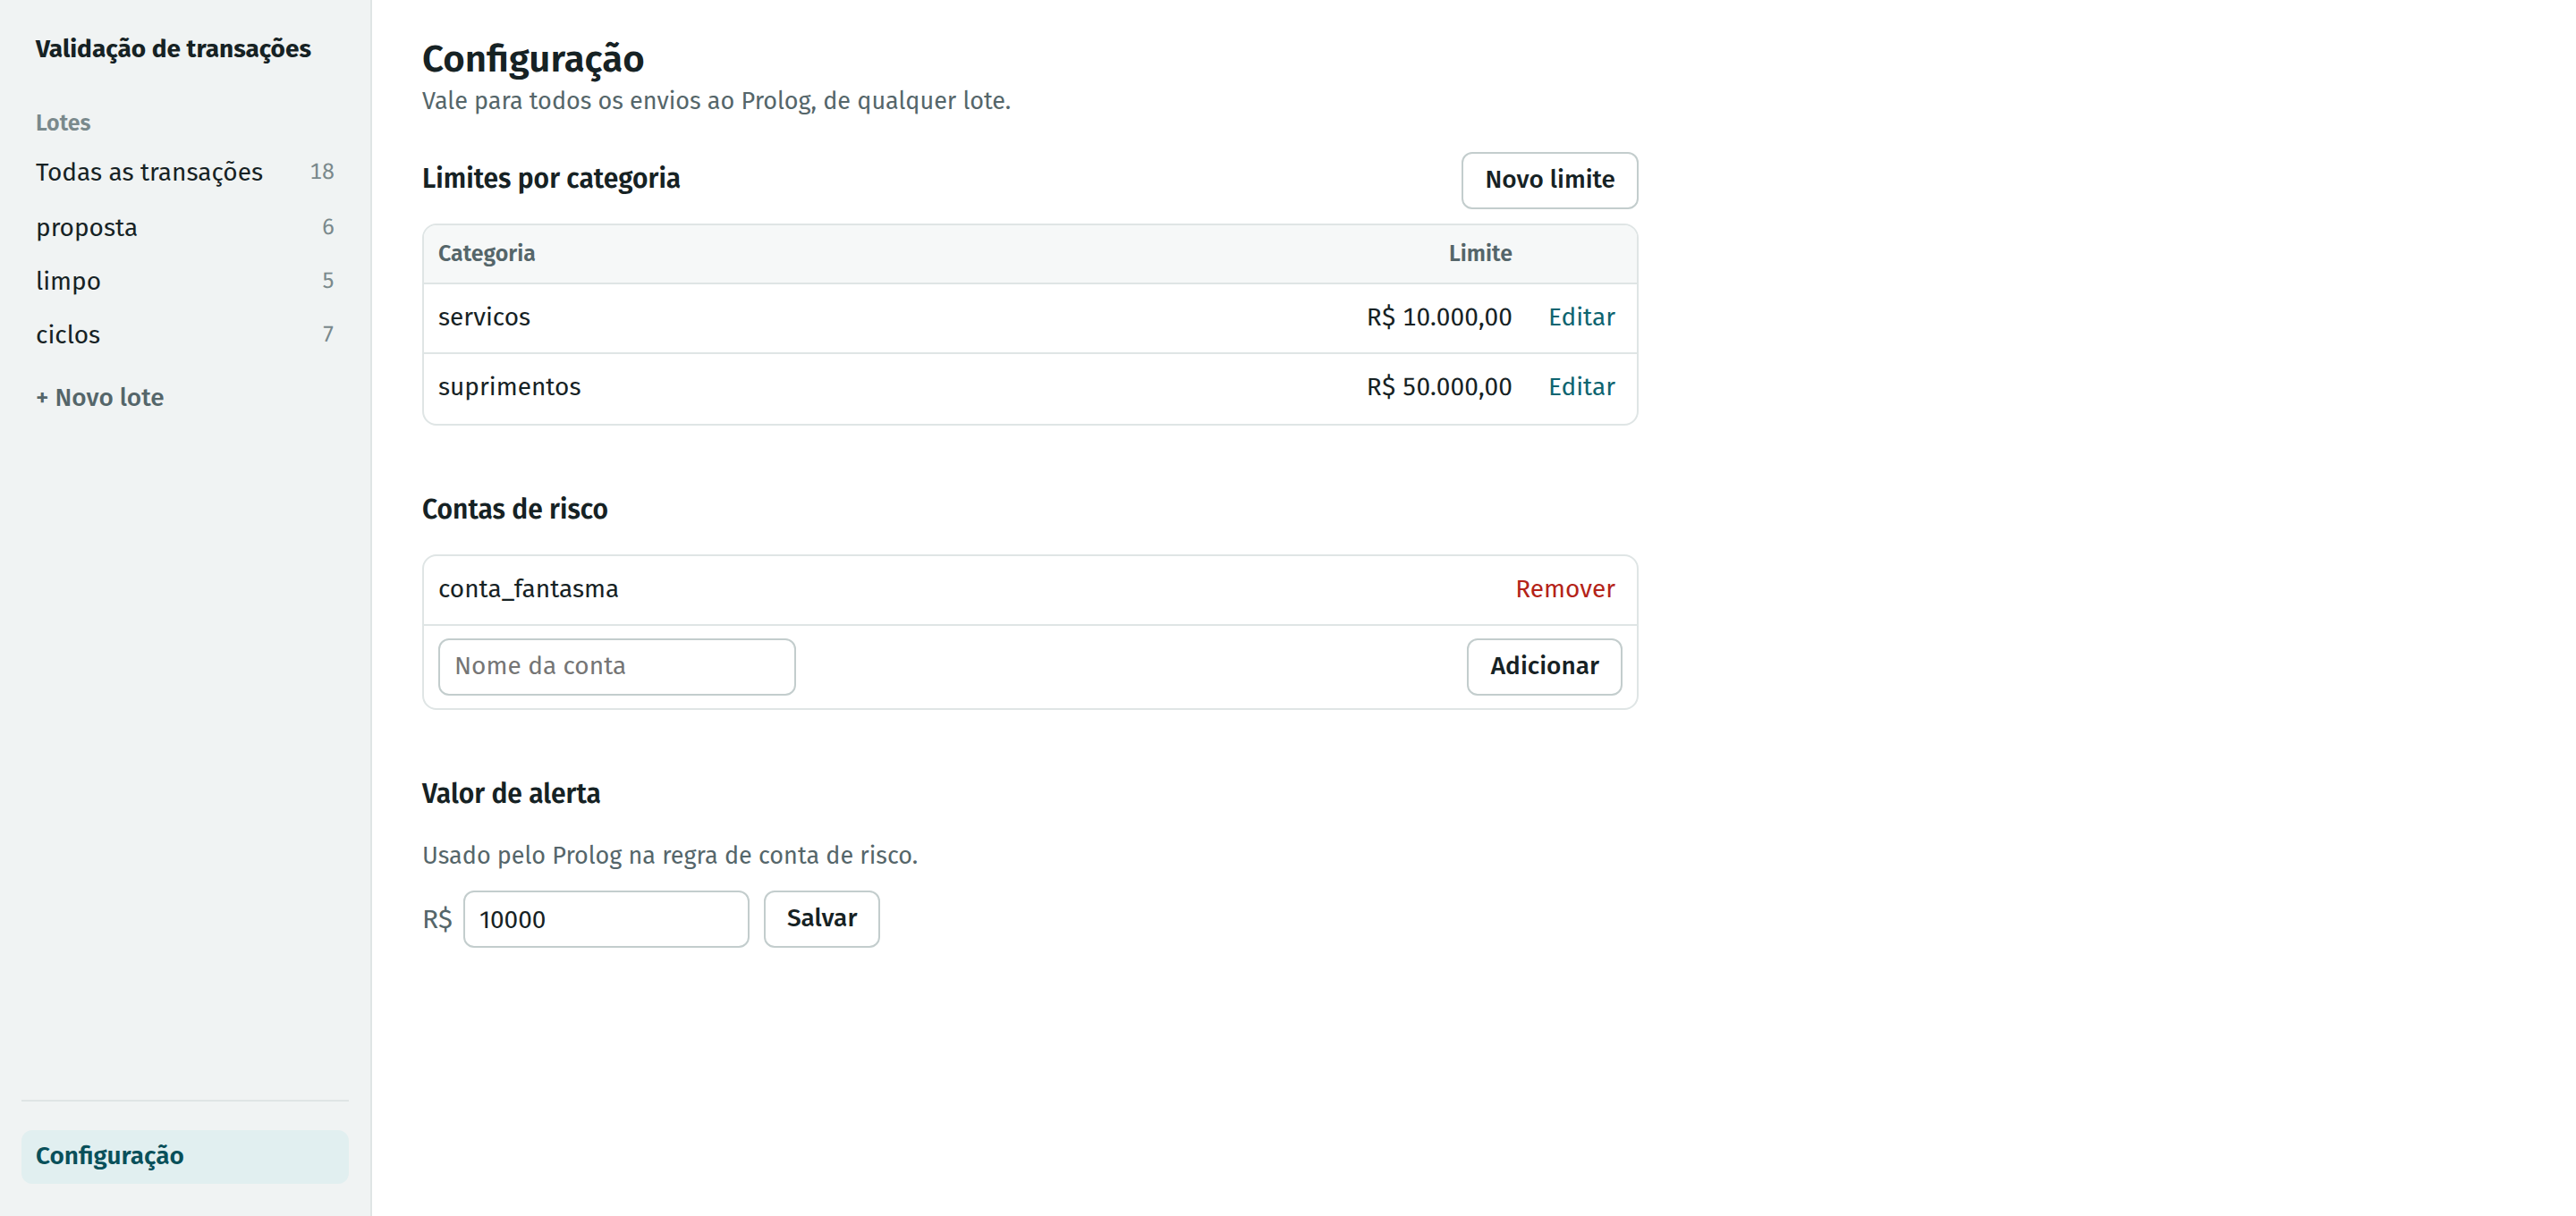 Validação de transações
Lotes
Todas as transações 18
proposta 6
limpo 5
ciclos 7
+ Novo lote
Configuração
Configuração
Vale para todos os envios ao Prolog, de qualquer lote.
Limites por categoria
Novo limite
Categoria Limite
servicos R$ 10.000,00 Editar
suprimentos R$ 50.000,00 Editar
Contas de risco
conta_fantasma Remover
Nome da conta Adicionar
Valor de alerta
Usado pelo Prolog na regra de conta de risco.
R$ 10000 Salvar